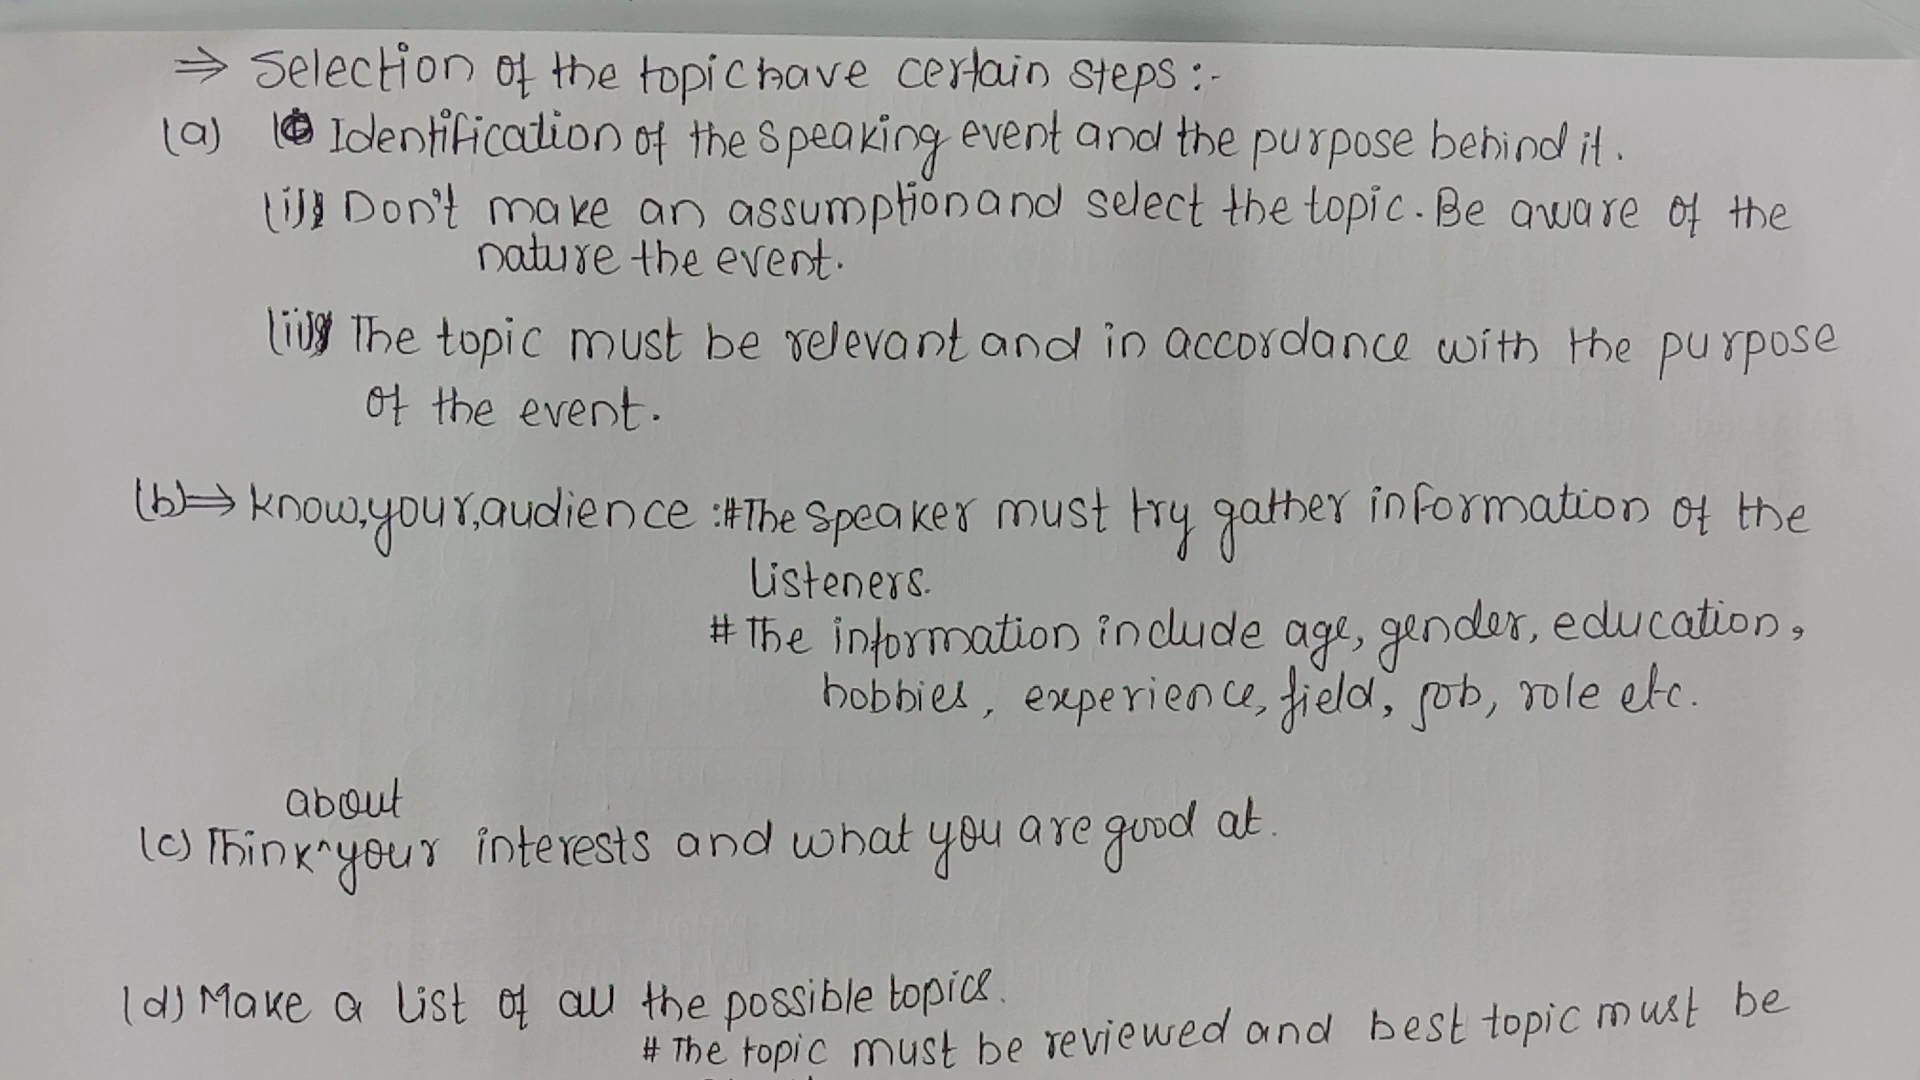 ⇒ Selection of the topic have certain steps :-
(a) Identification of the speaking event and the purpose behind it.
(ii) Don't make an assumption and select the topic. Be aware of the
nature the event.
(iii) The topic must be relevant and in accordance with the purpose
of the event.
(b)⇒ know,your,audience :#The speaker must try gather information of the
listeners.
# The information include age, gender, education,
hobbies, experience, field, job, role etc.
about
(c) Think^your interests and what you are good at.
(d) Make a list of all the possible topics.
# The topic must be reviewed and best topic must be